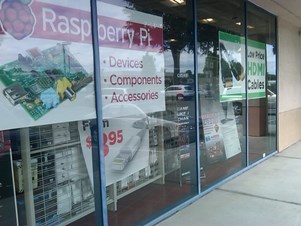 Raspberry Pi
• Devices
• Components
• Accessories
Low Price
HDMI
Cables
95